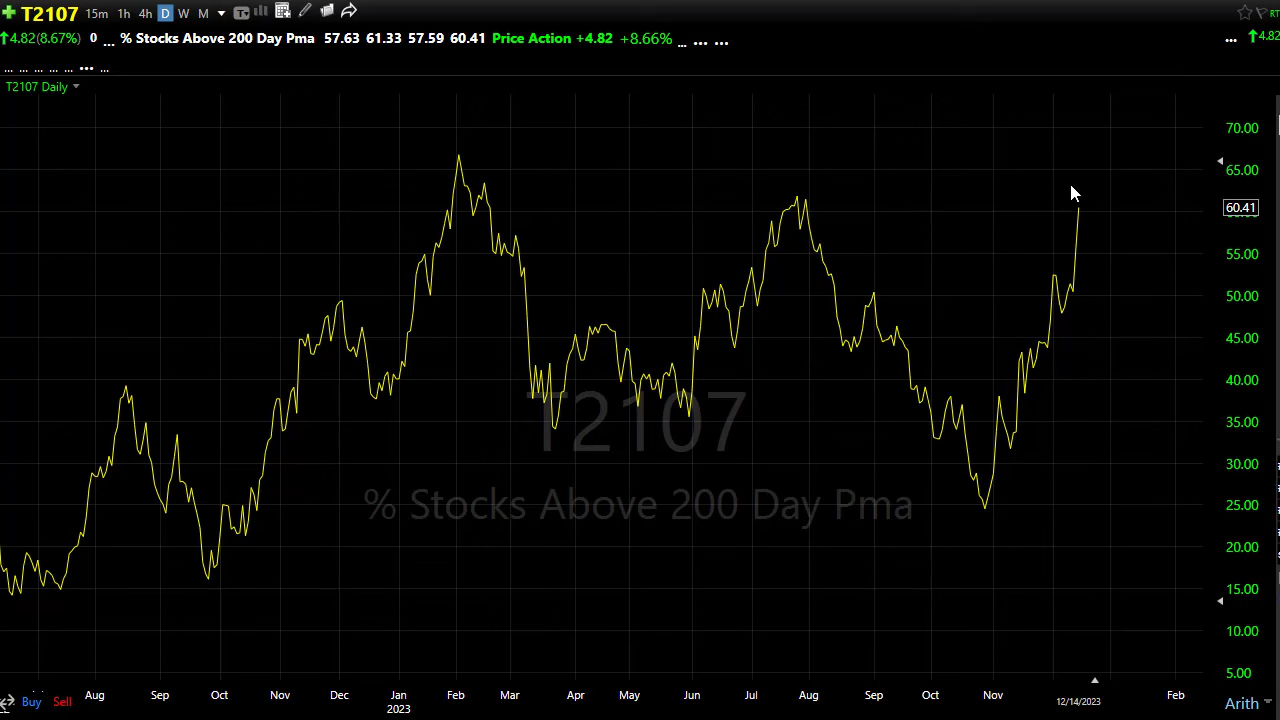 T2107 15m 1h 4h D W M T RT
4.82(8.67%) 0 ... % Stocks Above 200 Day Pma 57.63 61.33 57.59 60.41 Price Action +4.82 +8.66% ... ... ... ... 4.82
... ... ... ... ... ... ...
T2107 Daily
70.00
65.00
60.41
55.00
50.00
45.00
40.00
35.00
30.00
25.00
20.00
15.00
10.00
5.00
T2107
% Stocks Above 200 Day Pma
Aug Sep Oct Nov Dec Jan Feb Mar Apr May Jun Jul Aug Sep Oct Nov 12/14/2023 Feb
2023
Buy Sell
Arith